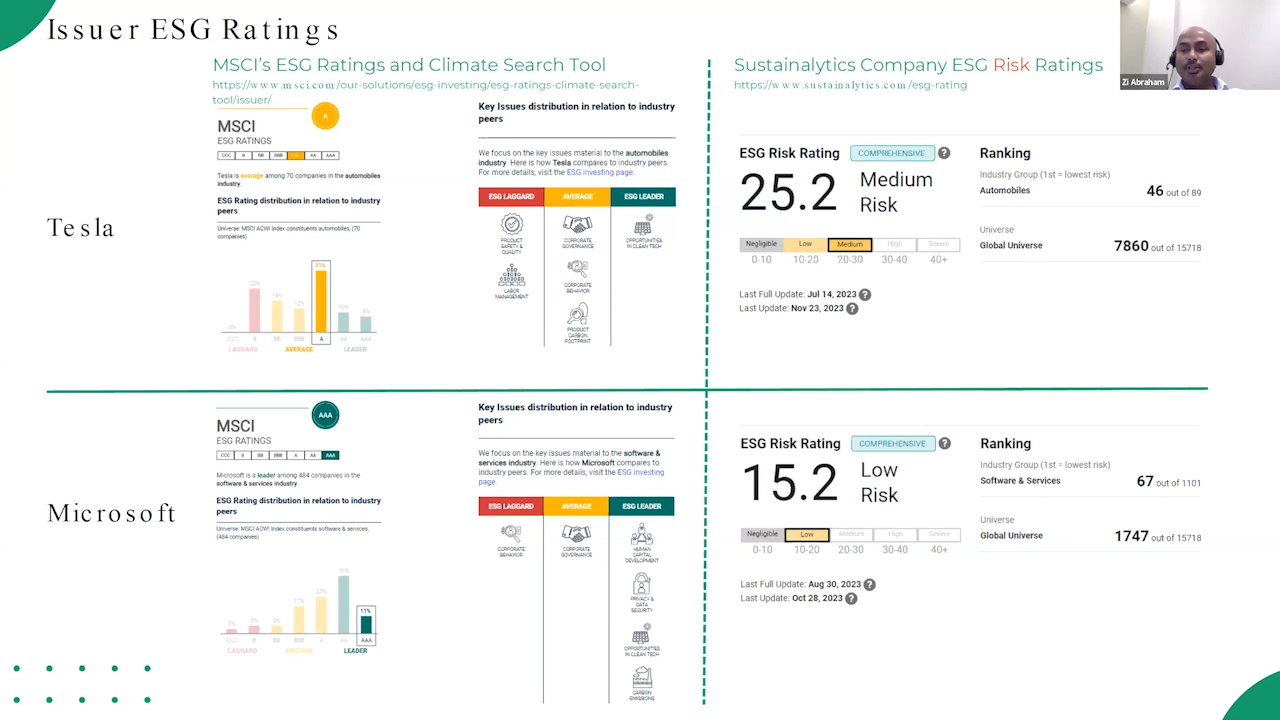 Issuer ESG Ratings
Zi Abraham
MSCI's ESG Ratings and Climate Search Tool
https://www.msci.com/our-solutions/esg-investing/esg-ratings-climate-search-
tool/issuer/
Sustainalytics Company ESG Risk Ratings
https://www.sustainalytics.com/esg-rating
Tesla
A
MSCI
ESG RATINGS
CCC B BB BBB A AA AAA
Tesla is average among 70 companies in the automobiles
industry.
ESG Rating distribution in relation to industry
peers
Universe: MSCI ACWI Index constituents automobiles, (70
companies)
CCC B BB BBB A AA AAA
LAGGARD AVERAGE LEADER
Key Issues distribution in relation to industry
peers
We focus on the key issues material to the automobiles
industry. Here is how Tesla compares to industry peers.
For more details, visit the ESG investing page.
ESG LAGGARD AVERAGE ESG LEADER
PRODUCT
SAFETY &
QUALITY
LABOR
MANAGEMENT
CORPORATE
GOVERNANCE
CORPORATE
BEHAVIOR
PRODUCT
CARBON
FOOTPRINT
OPPORTUNITIES
IN CLEAN TECH
ESG Risk Rating COMPREHENSIVE ?
25.2 Medium
Risk
Negligible Low Medium High Severe
0-10 10-20 20-30 30-40 40+
Last Full Update: Jul 14, 2023 ?
Last Update: Nov 23, 2023 ?
Ranking
Industry Group (1st = lowest risk)
Automobiles 46 out of 89
Universe
Global Universe 7860 out of 15718
Microsoft
AAA
MSCI
ESG RATINGS
CCC B BB BBB A AA AAA
Microsoft is a leader among 484 companies in the
software & services industry.
ESG Rating distribution in relation to industry
peers
Universe: MSCI ACWI Index constituents software & services,
(484 companies)
11%
CCC B BB BBB A AA AAA
LAGGARD AVERAGE LEADER
Key Issues distribution in relation to industry
peers
We focus on the key issues material to the software &
services industry. Here is how Microsoft compares to
industry peers. For more details, visit the ESG investing
page.
ESG LAGGARD AVERAGE ESG LEADER
CORPORATE
BEHAVIOR
CORPORATE
GOVERNANCE
HUMAN
CAPITAL
DEVELOPMENT
PRIVACY &
DATA
SECURITY
OPPORTUNITIES
IN CLEAN TECH
CARBON
EMISSIONS
ESG Risk Rating COMPREHENSIVE ?
15.2 Low
Risk
Negligible Low Medium High Severe
0-10 10-20 20-30 30-40 40+
Last Full Update: Aug 30, 2023 ?
Last Update: Oct 28, 2023 ?
Ranking
Industry Group (1st = lowest risk)
Software & Services 67 out of 1101
Universe
Global Universe 1747 out of 15718